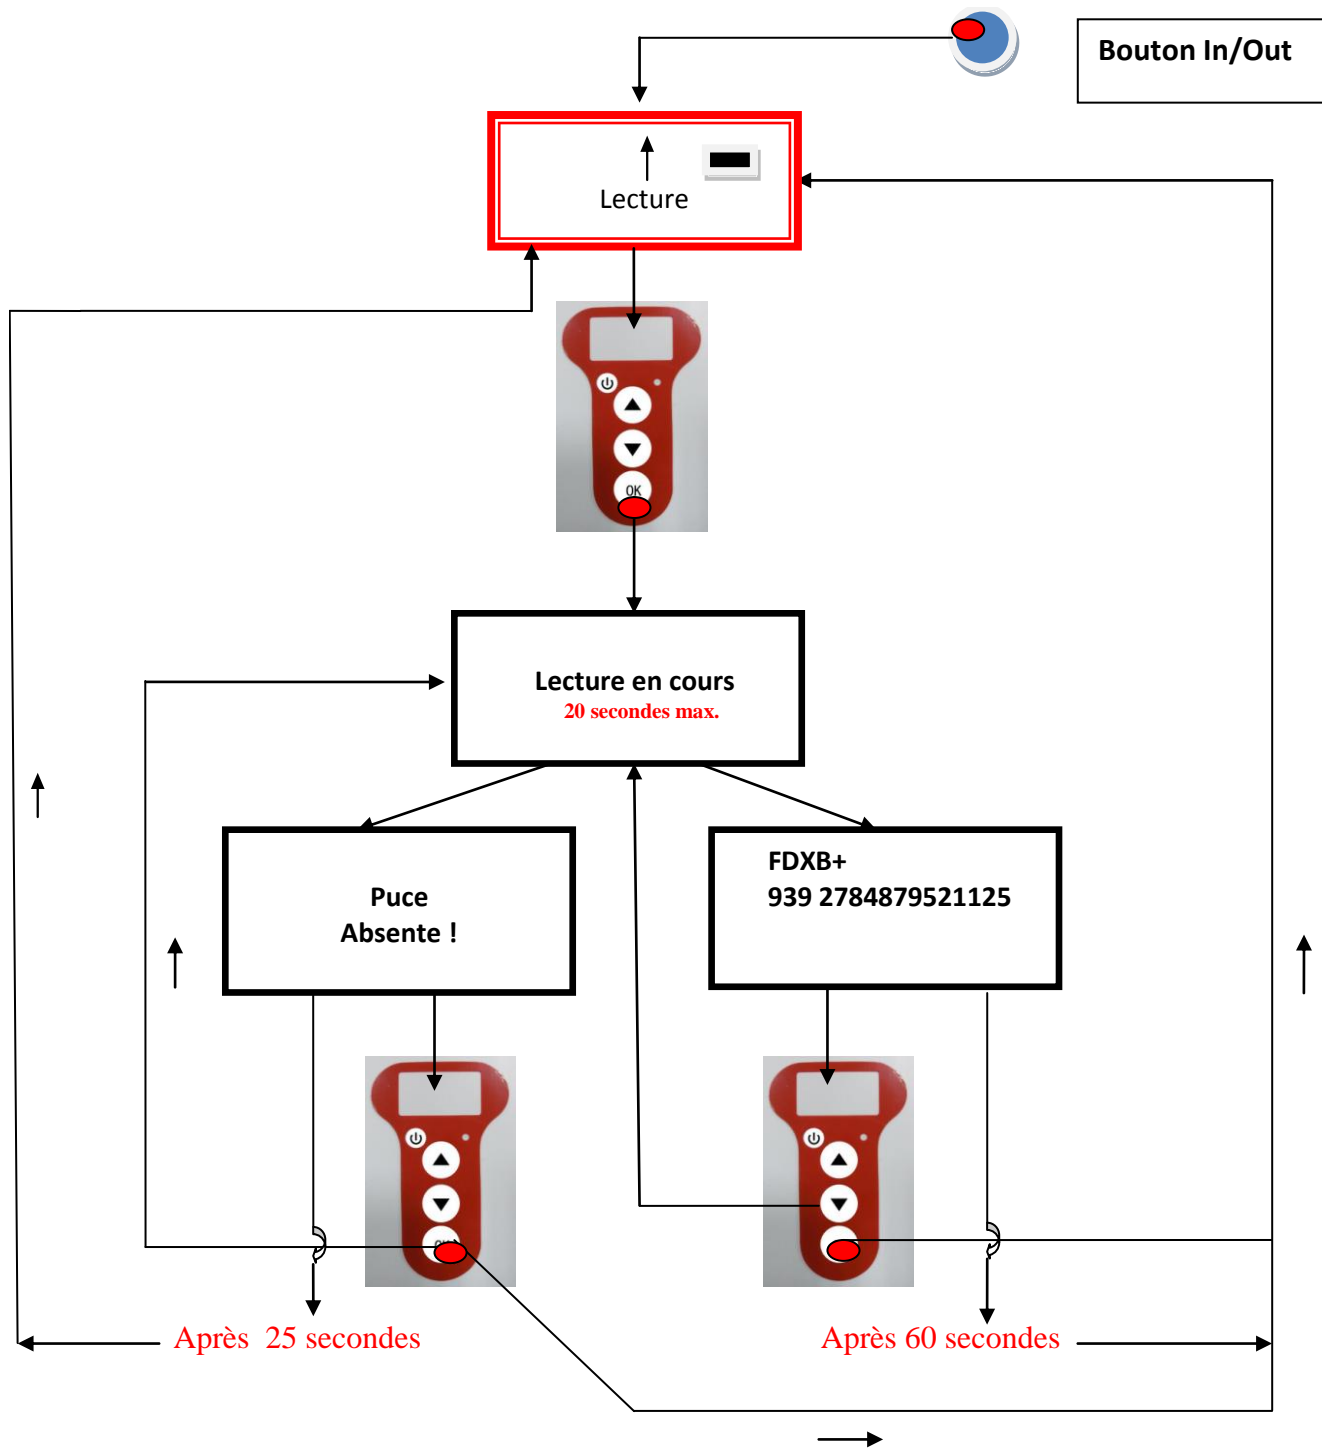 Bouton In/Out
Lecture
OK
Lecture en cours
20 secondes max.
Puce
Absente !
FDXB+
939 2784879521125
Après 25 secondes
Après 60 secondes